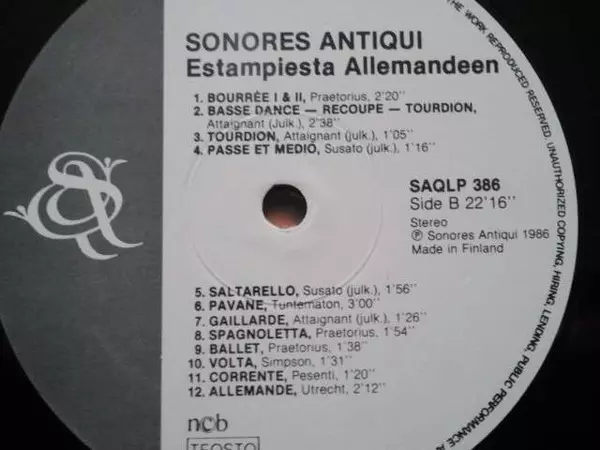 SONORES ANTIQUI
Estampiesta Allemandeen
1. BOURRÉE I & II, Praetorius, 2'20''
2. BASSE DANCE — RECOUPE — TOURDION,
Attaignant (Julk.), 2'38''
3. TOURDION, Attaignant (julk.), 1'05''
4. PASSE ET MEDIO, Susato (julk.), 1'16''
SAQLP 386
Side B 22'16''
Stereo
Ⓟ Sonores Antiqui 1986
Made in Finland
5. SALTARELLO, Susato (julk.), 1'56''
6. PAVANE, Tuntematon, 3'00''
7. GAILLARDE, Attaignant (julk.), 1'26''
8. SPAGNOLETTA, Praetorius, 1'54''
9. BALLET, Praetorius, 1'38''
10. VOLTA, Simpson, 1'31''
11. CORRENTE, Pesenti, 1'20''
12. ALLEMANDE, Utrecht, 2'12''
ncb
TEOSTO
THE WORK REPRODUCED RESERVED. UNAUTHORIZED COPYING, HIRING, LENDING, PUBLIC PERFORMANCE